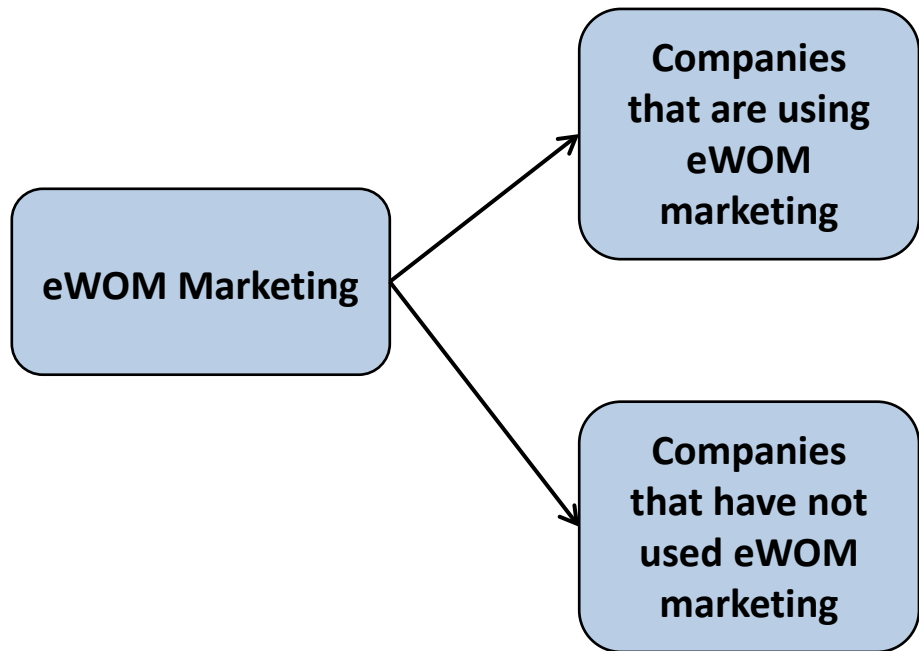 Companies
that are using
eWOM
marketing
eWOM Marketing
Companies
that have not
used eWOM
marketing